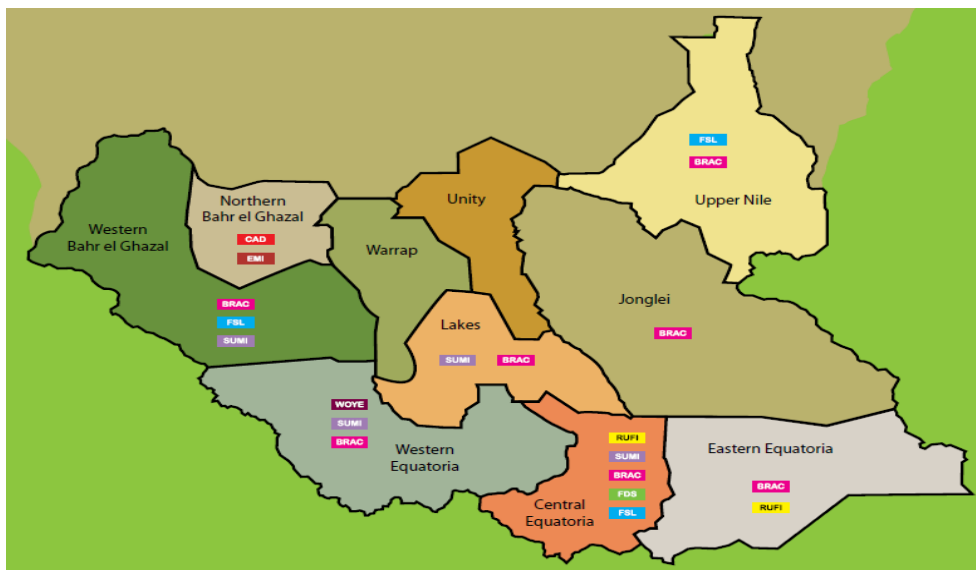 FSL
BRAC
Upper Nile
Unity
Northern
Bahr el Ghazal
CAD
EMI
Western
Bahr el Ghazal
BRAC
FSL
SUMI
Warrap
Jonglei
BRAC
Lakes
SUMI BRAC
WOYE
SUMI
BRAC
Western
Equatoria
RUFI
SUMI
BRAC
FDS
FSL
Central
Equatoria
Eastern Equatoria
BRAC
RUFI